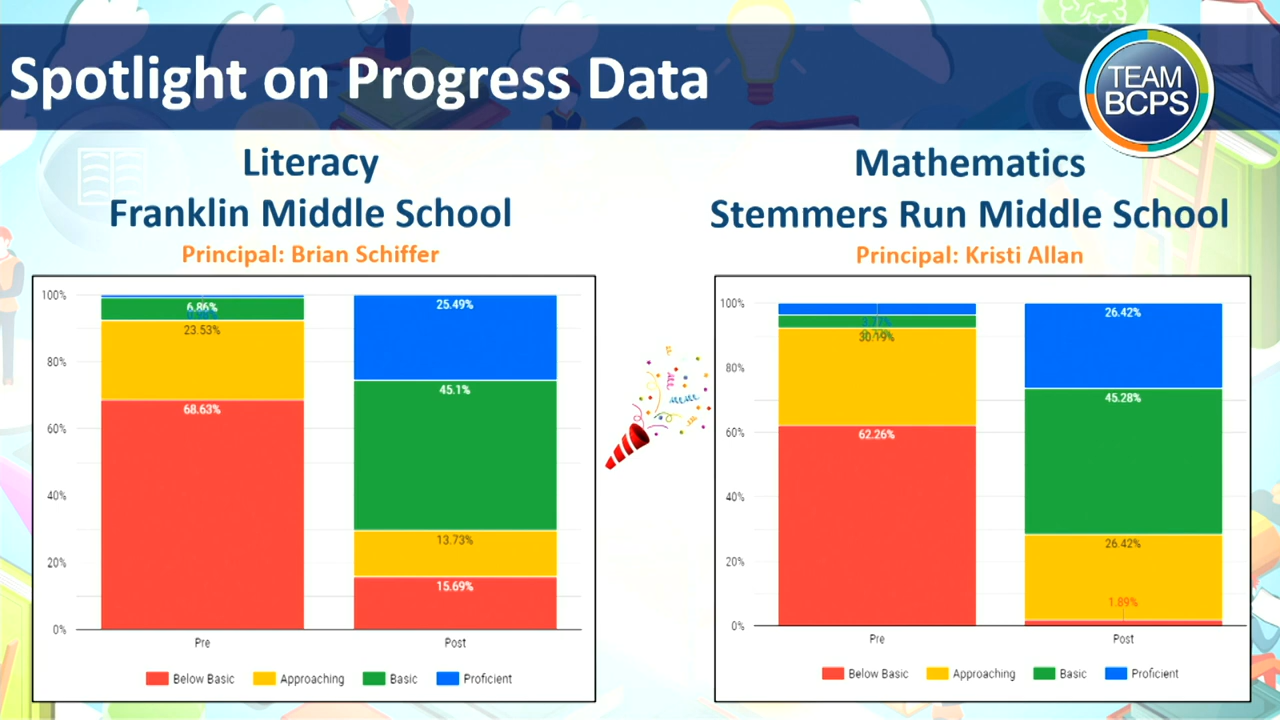 Spotlight on Progress Data
TEAM
BCPS
Literacy
Franklin Middle School
Principal: Brian Schiffer
100%
80%
60%
40%
20%
0%
6.86%
23.53%
68.63%
25.49%
45.1%
13.73%
15.69%
Pre
Post
Below Basic
Approaching
Basic
Proficient
Mathematics
Stemmers Run Middle School
Principal: Kristi Allan
100%
80%
60%
40%
20%
0%
30.19%
62.26%
26.42%
45.28%
26.42%
1.89%
Pre
Post
Below Basic
Approaching
Basic
Proficient